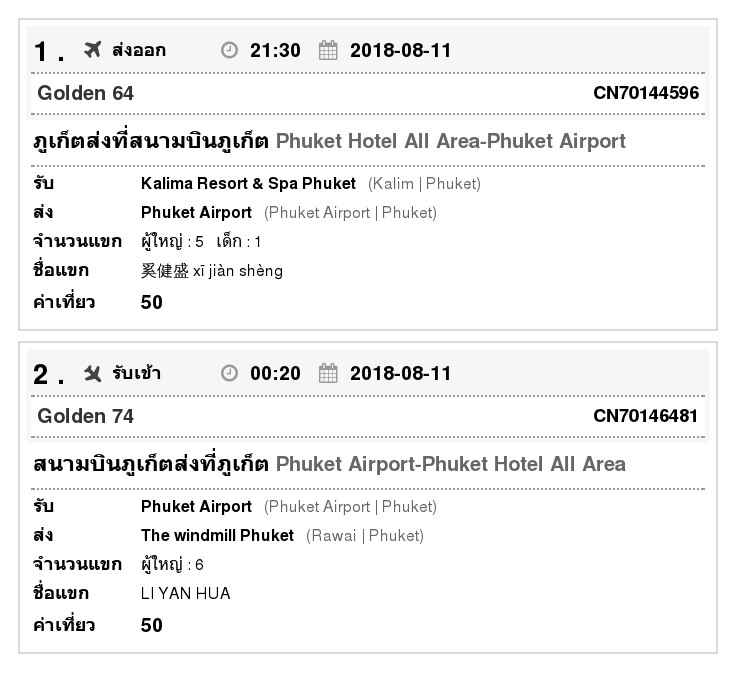 1 . ส่งออก 21:30 2018-08-11
Golden 64 CN70144596
ภูเก็ตส่งที่สนามบินภูเก็ต Phuket Hotel All Area-Phuket Airport
รับ Kalima Resort & Spa Phuket (Kalim | Phuket)
ส่ง Phuket Airport (Phuket Airport | Phuket)
จำนวนแขก ผู้ใหญ่ : 5 เด็ก : 1
ชื่อแขก 奚健盛 xī jiàn shèng
ค่าเที่ยว 50
2 . รับเข้า 00:20 2018-08-11
Golden 74 CN70146481
สนามบินภูเก็ตส่งที่ภูเก็ต Phuket Airport-Phuket Hotel All Area
รับ Phuket Airport (Phuket Airport | Phuket)
ส่ง The windmill Phuket (Rawai | Phuket)
จำนวนแขก ผู้ใหญ่ : 6
ชื่อแขก LI YAN HUA
ค่าเที่ยว 50